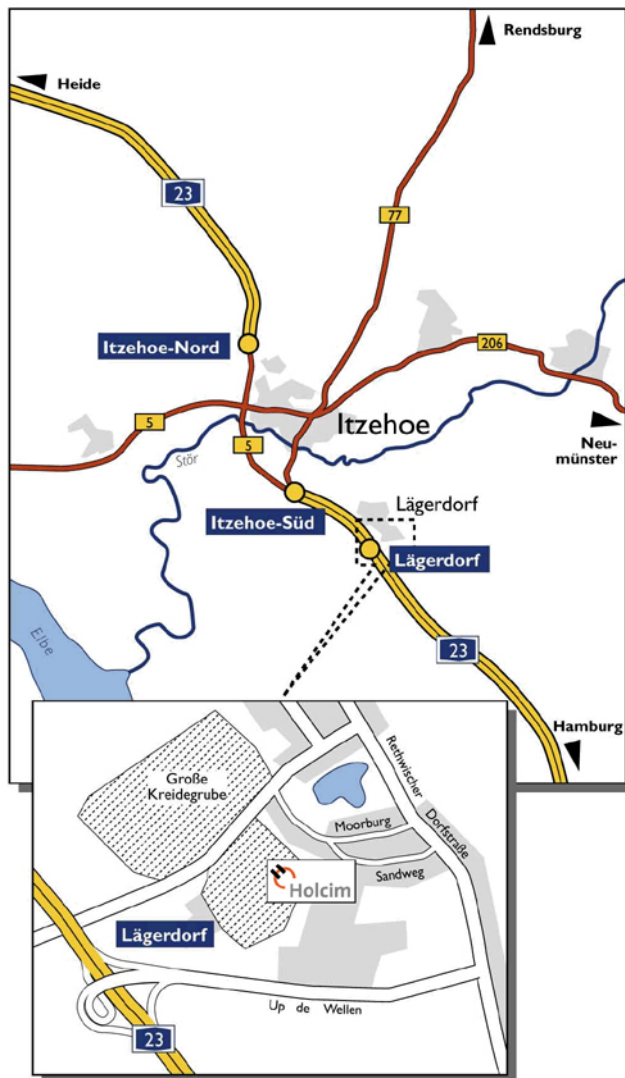 Rendsburg
Heide
23
77
Itzehoe-Nord
206
5
Itzehoe
5
Neu-
münster
Stör
Itzehoe-Süd
Lägerdorf
Lägerdorf
Elbe
23
Hamburg
Große
Kreidegrube
Rethwischer
Dorfstraße
Moorburg
Sandweg
Holcim
Lägerdorf
Up de Wellen
23